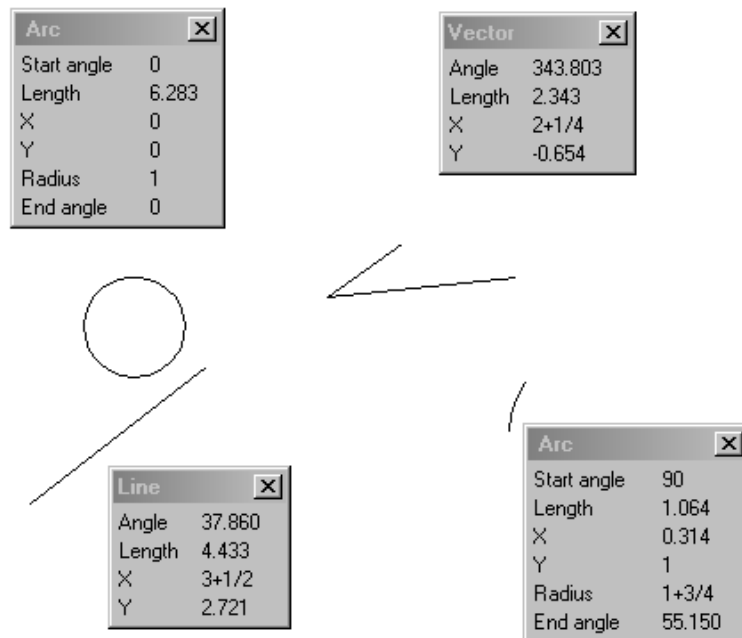 Arc
Start angle 0
Length 6.283
X 0
Y 0
Radius 1
End angle 0
Vector
Angle 343.803
Length 2.343
X 2+1/4
Y -0.654
Line
Angle 37.860
Length 4.433
X 3+1/2
Y 2.721
Arc
Start angle 90
Length 1.064
X 0.314
Y 1
Radius 1+3/4
End angle 55.150